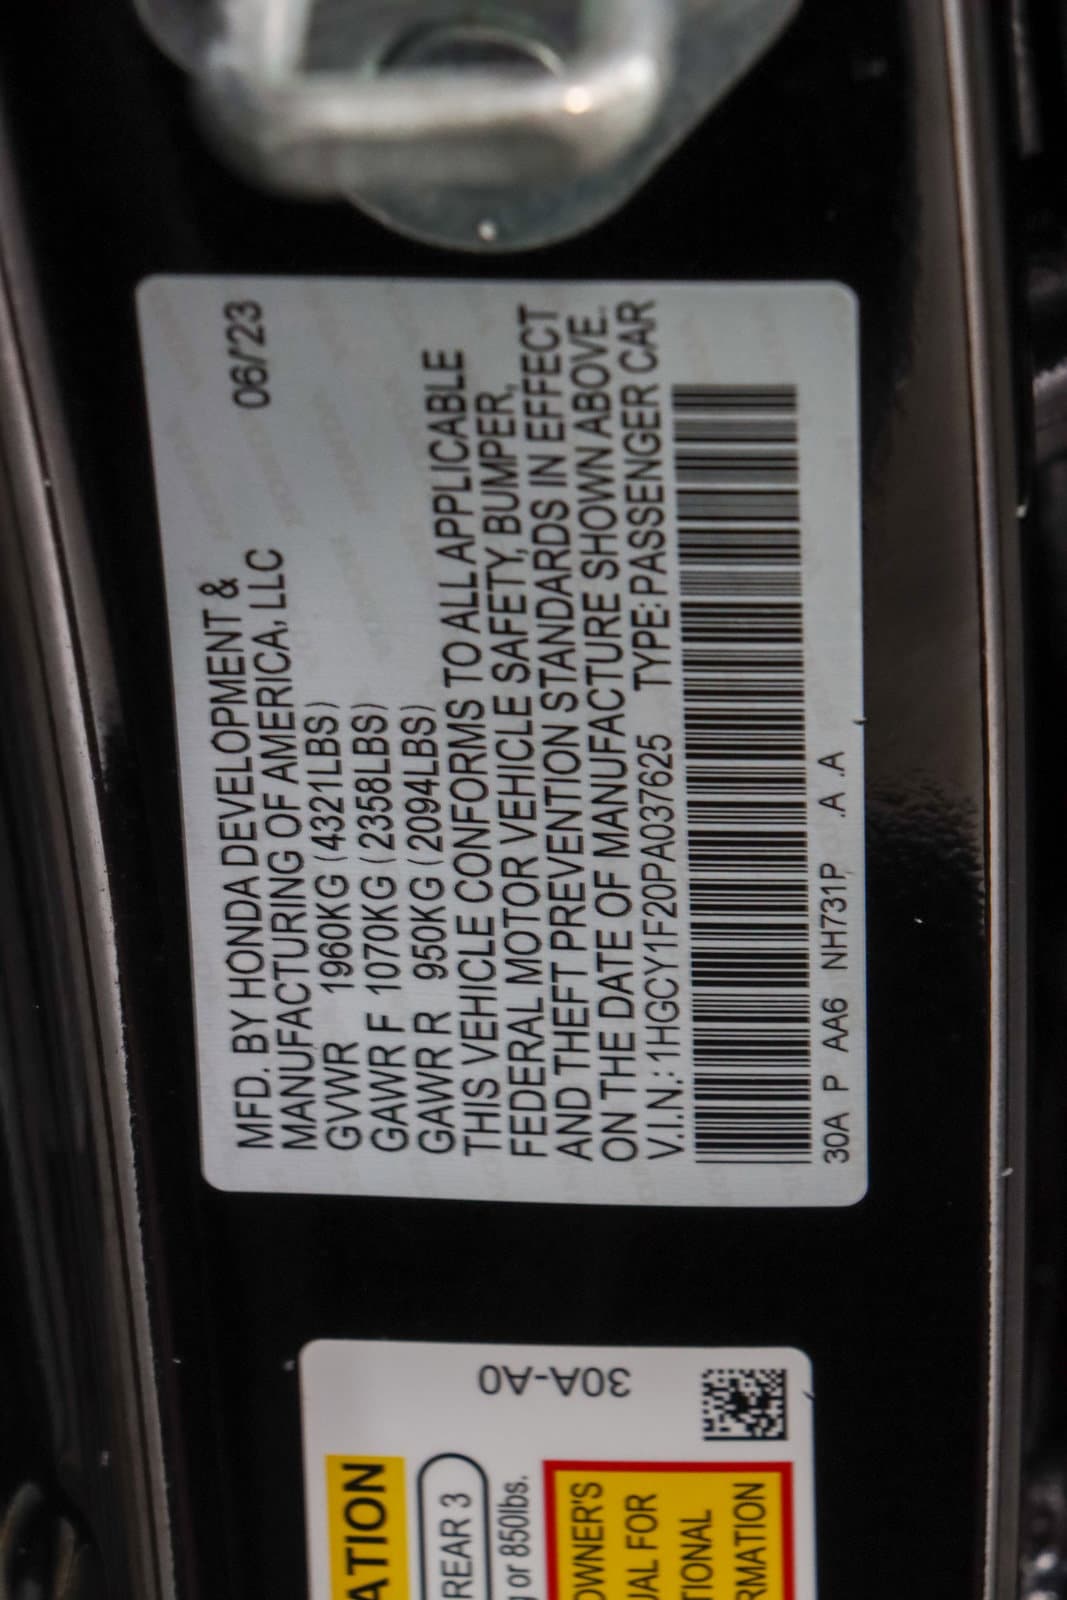 MFD. BY HONDA DEVELOPMENT & 06/'23
MANUFACTURING OF AMERICA, LLC
GVWR 1960KG (4321LBS)
GAWR F 1070KG (2358LBS)
GAWR R 950KG (2094LBS)
THIS VEHICLE CONFORMS TO ALL APPLICABLE
FEDERAL MOTOR VEHICLE SAFETY, BUMPER,
AND THEFT PREVENTION STANDARDS IN EFFECT
ON THE DATE OF MANUFACTURE SHOWN ABOVE.
V.I.N.: 1HGCY1F20PA037625 TYPE: PASSENGER CAR
30A P AA6 NH731P .A .A
30A-A0
ATION
REAR 3
or 850lbs.
OWNER'S
UAL FOR
TIONAL
RMATION